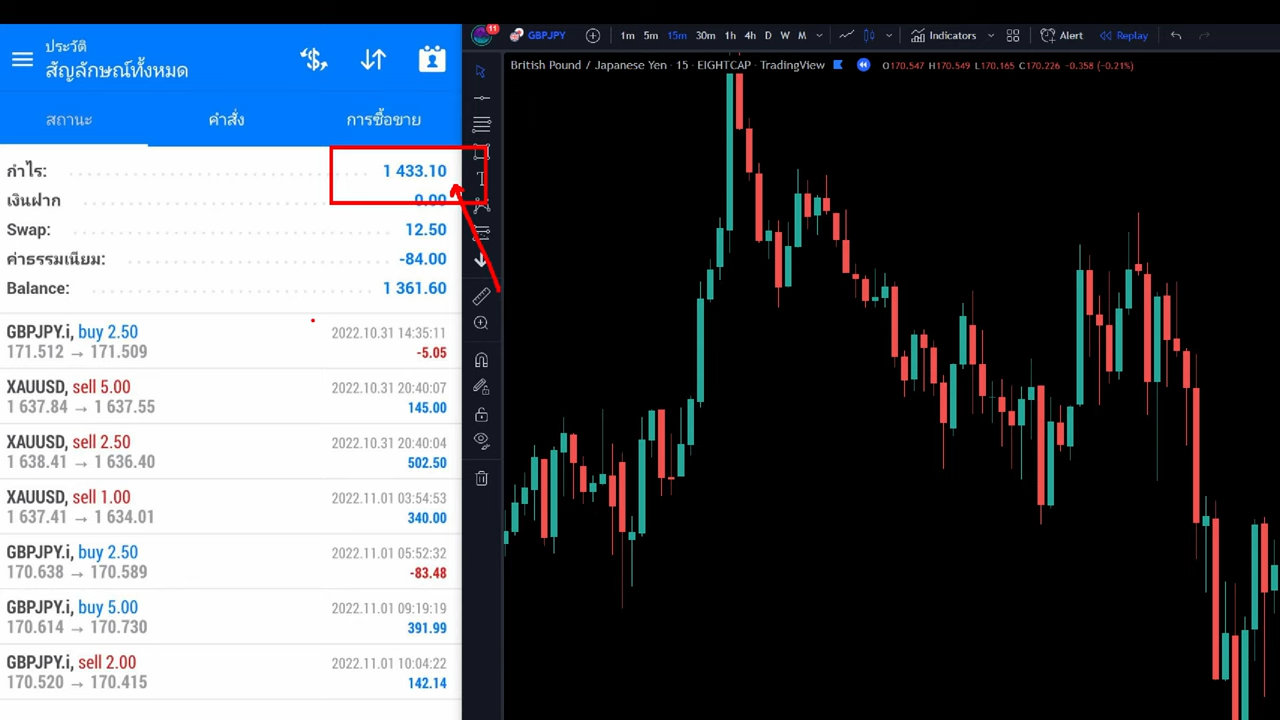 ประวัติ
สัญลักษณ์ทั้งหมด
สถานะ คำสั่ง การซื้อขาย
กำไร: 1 433.10
เงินฝาก 0.00
Swap: 12.50
ค่าธรรมเนียม: -84.00
Balance: 1 361.60
GBPJPY.i, buy 2.50 2022.10.31 14:35:11
171.512 → 171.509 -5.05
XAUUSD, sell 5.00 2022.10.31 20:40:07
1 637.84 → 1 637.55 145.00
XAUUSD, sell 2.50 2022.10.31 20:40:04
1 638.41 → 1 636.40 502.50
XAUUSD, sell 1.00 2022.11.01 03:54:53
1 637.41 → 1 634.01 340.00
GBPJPY.i, buy 2.50 2022.11.01 05:52:32
170.638 → 170.589 -83.48
GBPJPY.i, buy 5.00 2022.11.01 09:19:19
170.614 → 170.730 391.99
GBPJPY.i, sell 2.00 2022.11.01 10:04:22
170.520 → 170.415 142.14
11 GBPJPY 1m 5m 15m 30m 1h 4h D W M Indicators Alert Replay
British Pound / Japanese Yen · 15 · EIGHTCAP · TradingView O170.547 H170.549 L170.165 C170.226 -0.358 (-0.21%)